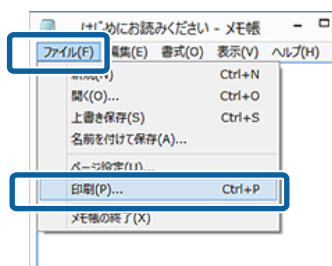 はじめにお読みください - メモ帳
ファイル(F) 編集(E) 書式(O) 表示(V) ヘルプ(H)
新規(N) Ctrl+N
開く(O)... Ctrl+O
上書き保存(S) Ctrl+S
名前を付けて保存(A)...
ページ設定(U)...
印刷(P)... Ctrl+P
メモ帳の終了(X)